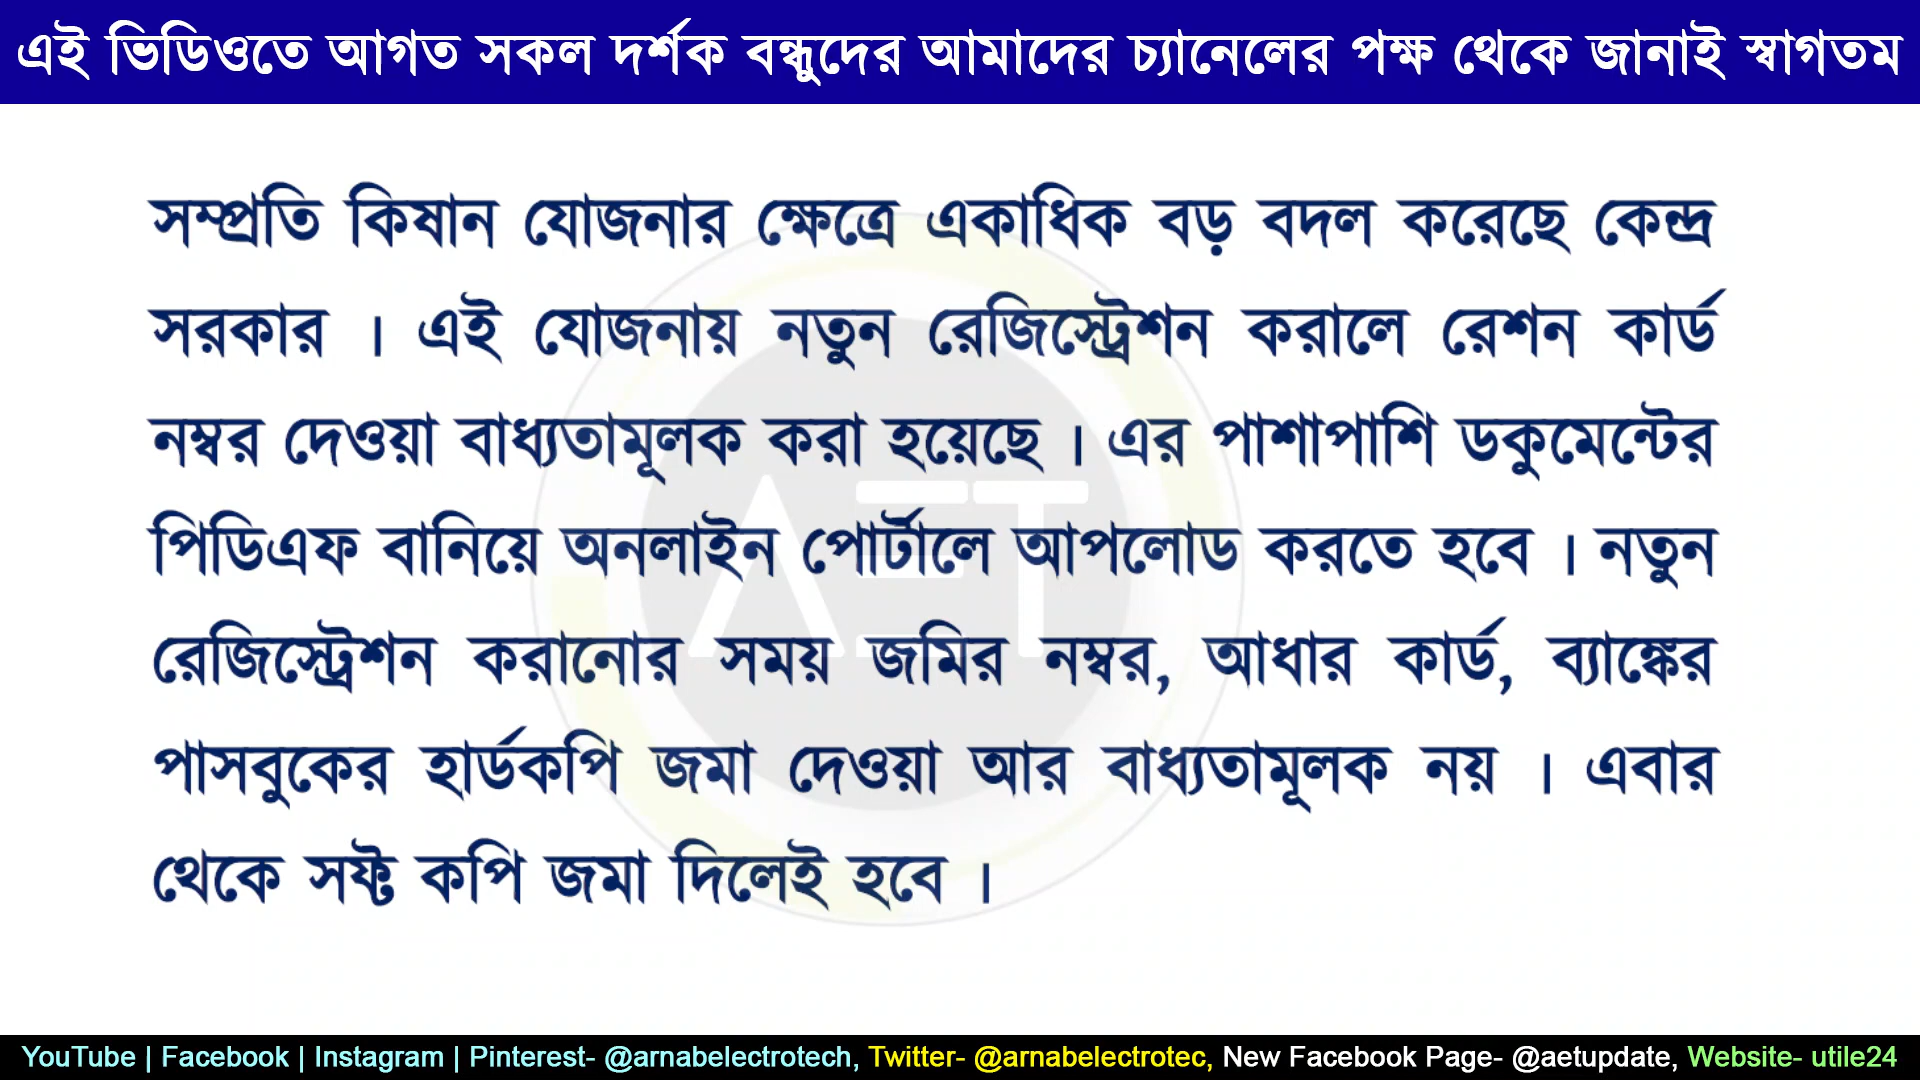 এই ভিডিওতে আগত সকল দর্শক বন্ধুদের আমাদের চ্যানেলের পক্ষ থেকে জানাই স্বাগতম
সম্প্রতি কিষান যোজনার ক্ষেত্রে একাধিক বড় বদল করেছে কেন্দ্র
সরকার । এই যোজনায় নতুন রেজিস্ট্রেশন করালে রেশন কার্ড
নম্বর দেওয়া বাধ্যতামূলক করা হয়েছে । এর পাশাপাশি ডকুমেন্টের
পিডিএফ বানিয়ে অনলাইন পোর্টালে আপলোড করতে হবে । নতুন
রেজিস্ট্রেশন করানোর সময় জমির নম্বর, আধার কার্ড, ব্যাঙ্কের
পাসবুকের হার্ডকপি জমা দেওয়া আর বাধ্যতামূলক নয় । এবার
থেকে সফ্ট কপি জমা দিলেই হবে ।
AET
YouTube | Facebook | Instagram | Pinterest- @arnabelectrotech, Twitter- @arnabelectrotec, New Facebook Page- @aetupdate, Website- utile24